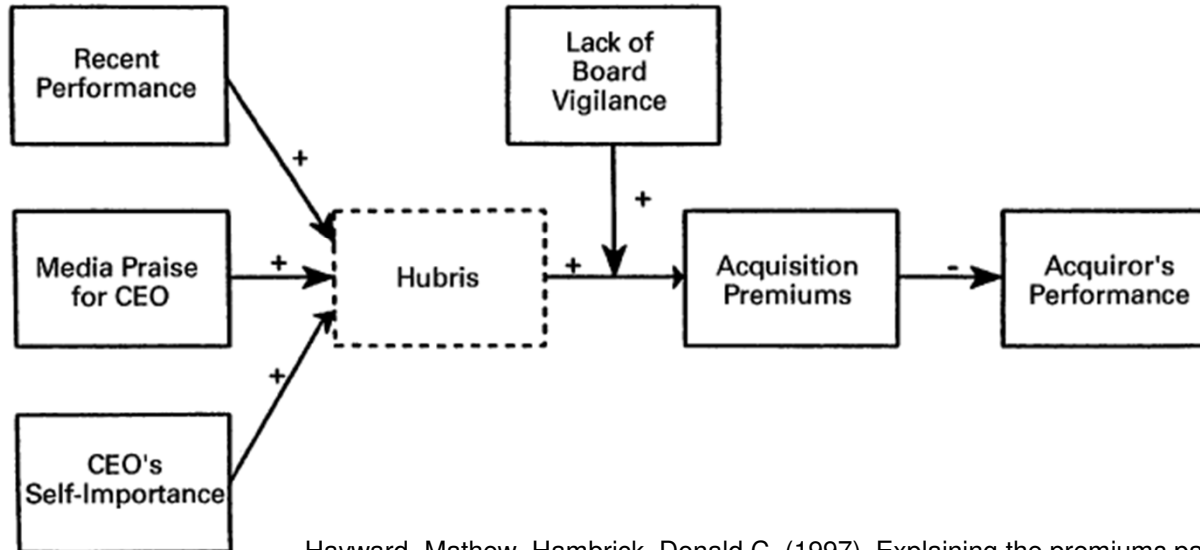 Recent
Performance
+
Lack of
Board
Vigilance
+
Media Praise
for CEO
+
Hubris
+
Acquisition
Premiums
-
Acquiror's
Performance
+
CEO's
Self-Importance
Hayward, Mathew, Hambrick, Donald C. (1997). Explaining the premiums